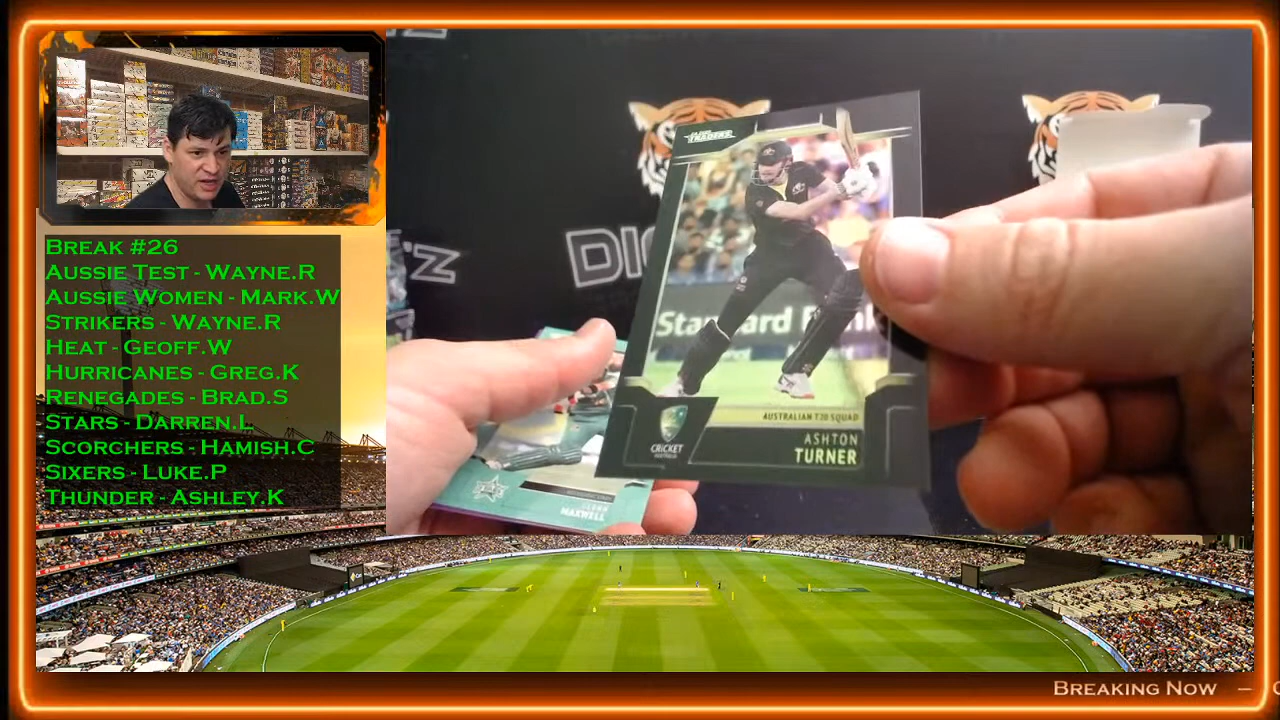 Break #26
Aussie Test - Wayne.R
Aussie Women - Mark.W
Strikers - Wayne.R
Heat - Geoff.W
Hurricanes - Greg.K
Renegades - Brad.S
Stars - Darren.L
Scorchers - Hamish.C
Sixers - Luke.P
Thunder - Ashley.K
TRADERS
AUSTRALIAN T20 SQUAD
ASHTON
TURNER
CRICKET
MAXWELL
Breaking Now –